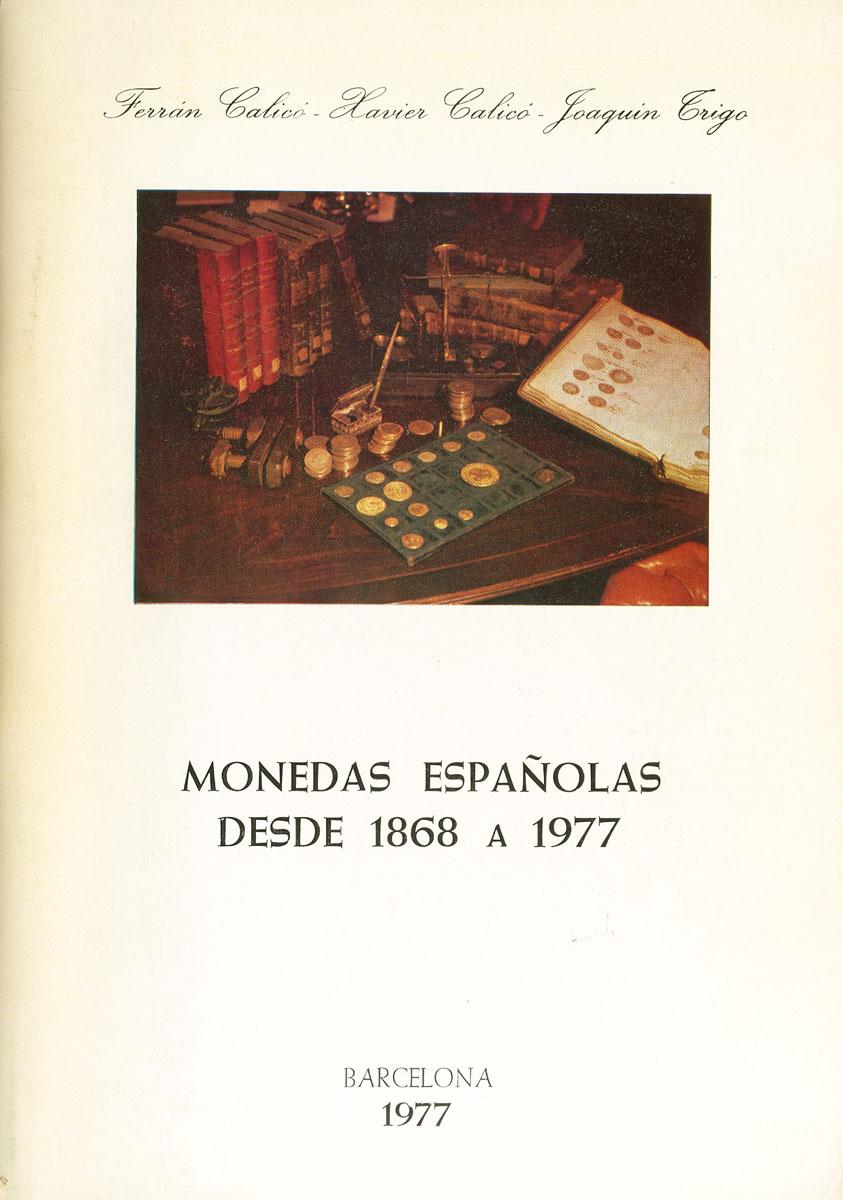 Ferrán Calicó - Xavier Calicó - Joaquín Trigo
MONEDAS ESPAÑOLAS
DESDE 1868 A 1977
BARCELONA
1977